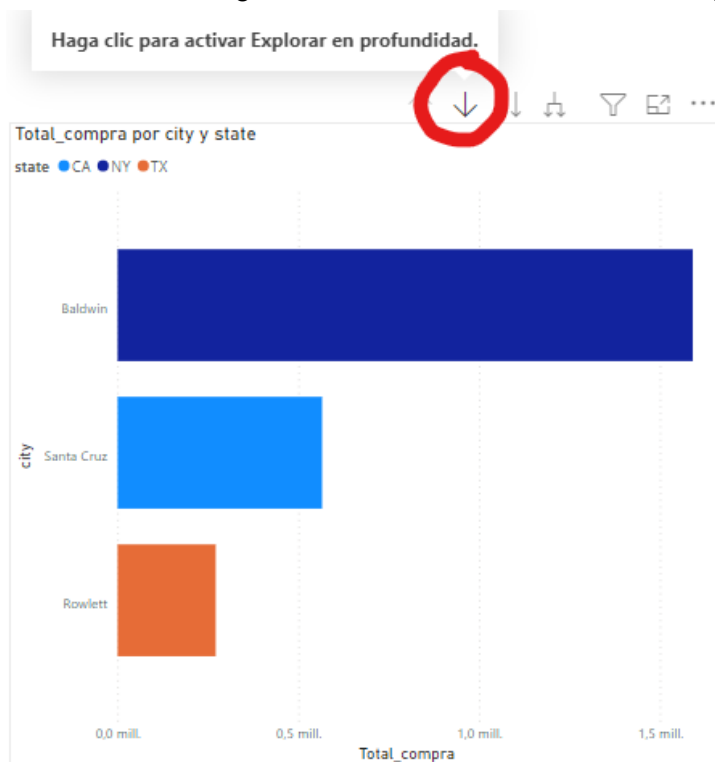 Haga clic para activar Explorar en profundidad.
Total_compra por city y state
state CA NY TX
Baldwin
Santa Cruz
Rowlett
city
0,0 mill. 0,5 mill. 1,0 mill. 1,5 mill.
Total_compra